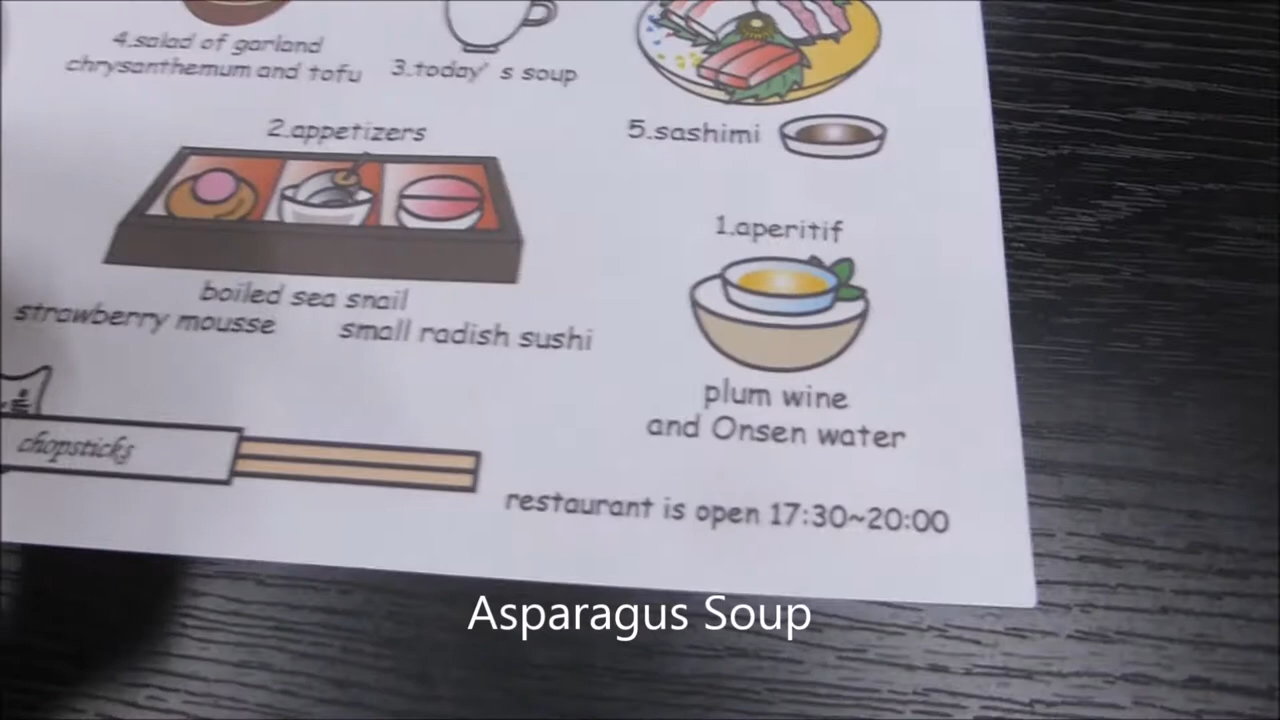 4.salad of garland
chrysanthemum and tofu
3.today's soup
2.appetizers
5.sashimi
1.aperitif
boiled sea snail
strawberry mousse
small radish sushi
plum wine
and Onsen water
chopsticks
restaurant is open 17:30~20:00
Asparagus Soup